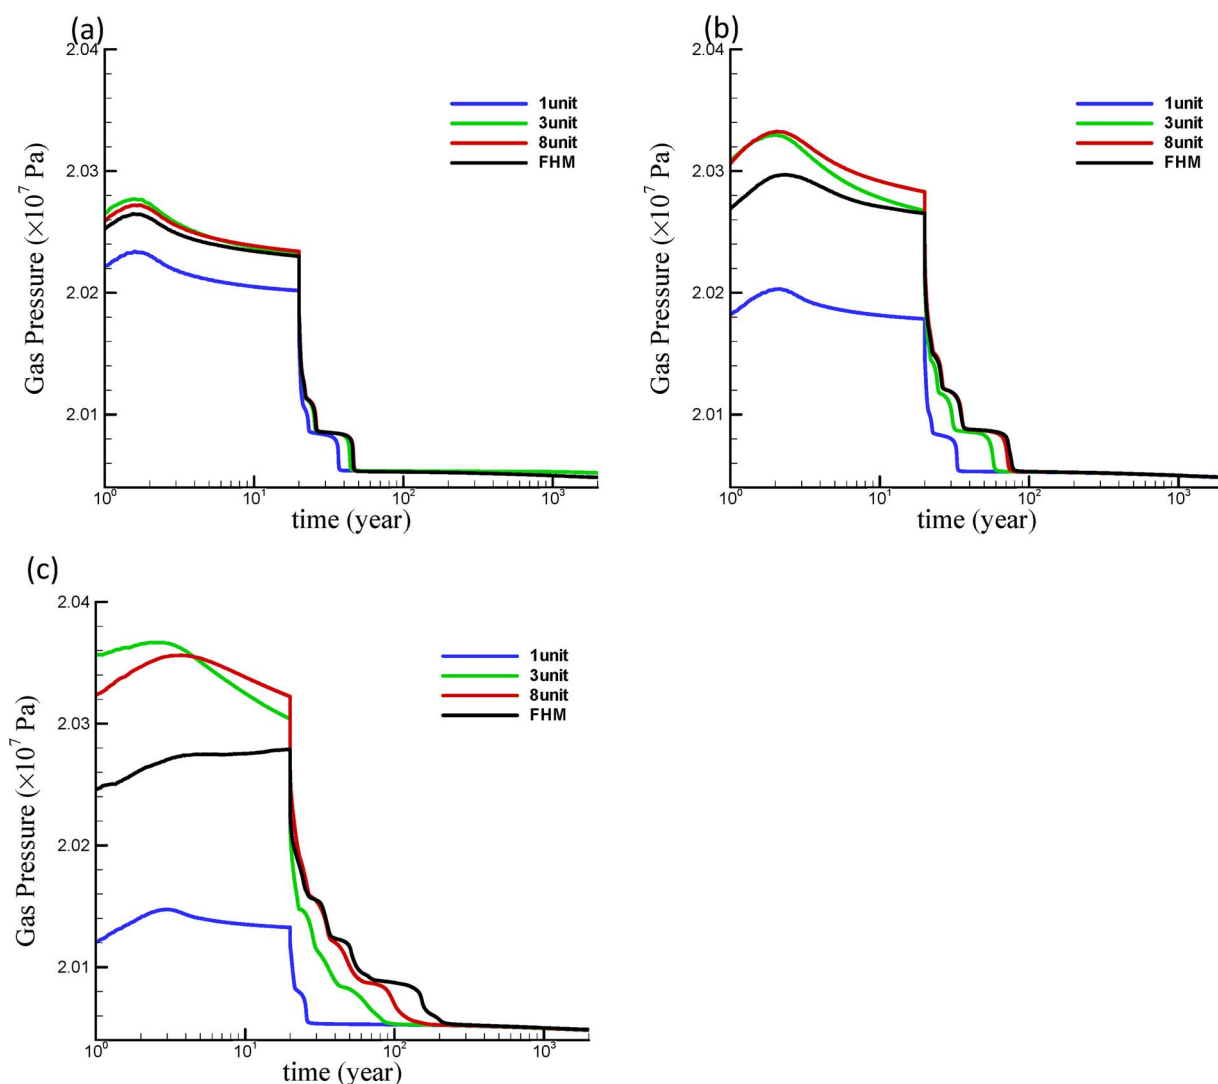 (a)
Gas Pressure (×10⁷ Pa)
2.04
2.03
2.02
2.01
1unit
3unit
8unit
FHM
10⁰
10¹
10²
10³
time (year)
(b)
Gas Pressure (×10⁷ Pa)
2.04
2.03
2.02
2.01
1unit
3unit
8unit
FHM
10⁰
10¹
10²
10³
time (year)
(c)
Gas Pressure (×10⁷ Pa)
2.04
2.03
2.02
2.01
1unit
3unit
8unit
FHM
10⁰
10¹
10²
10³
time (year)